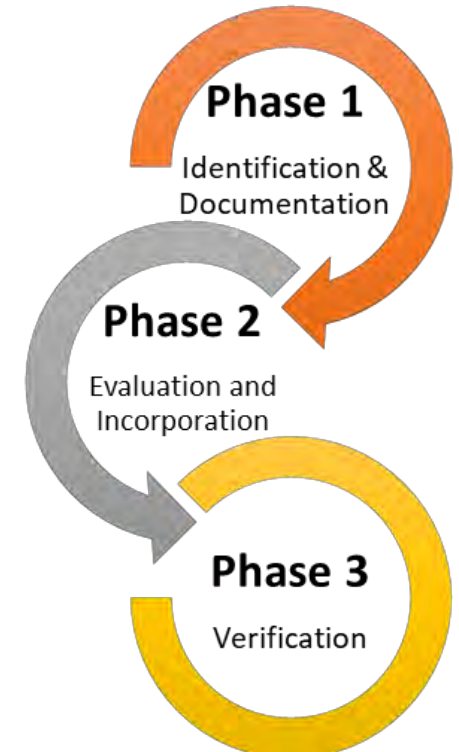 Phase 1
Identification &
Documentation
Phase 2
Evaluation and
Incorporation
Phase 3
Verification